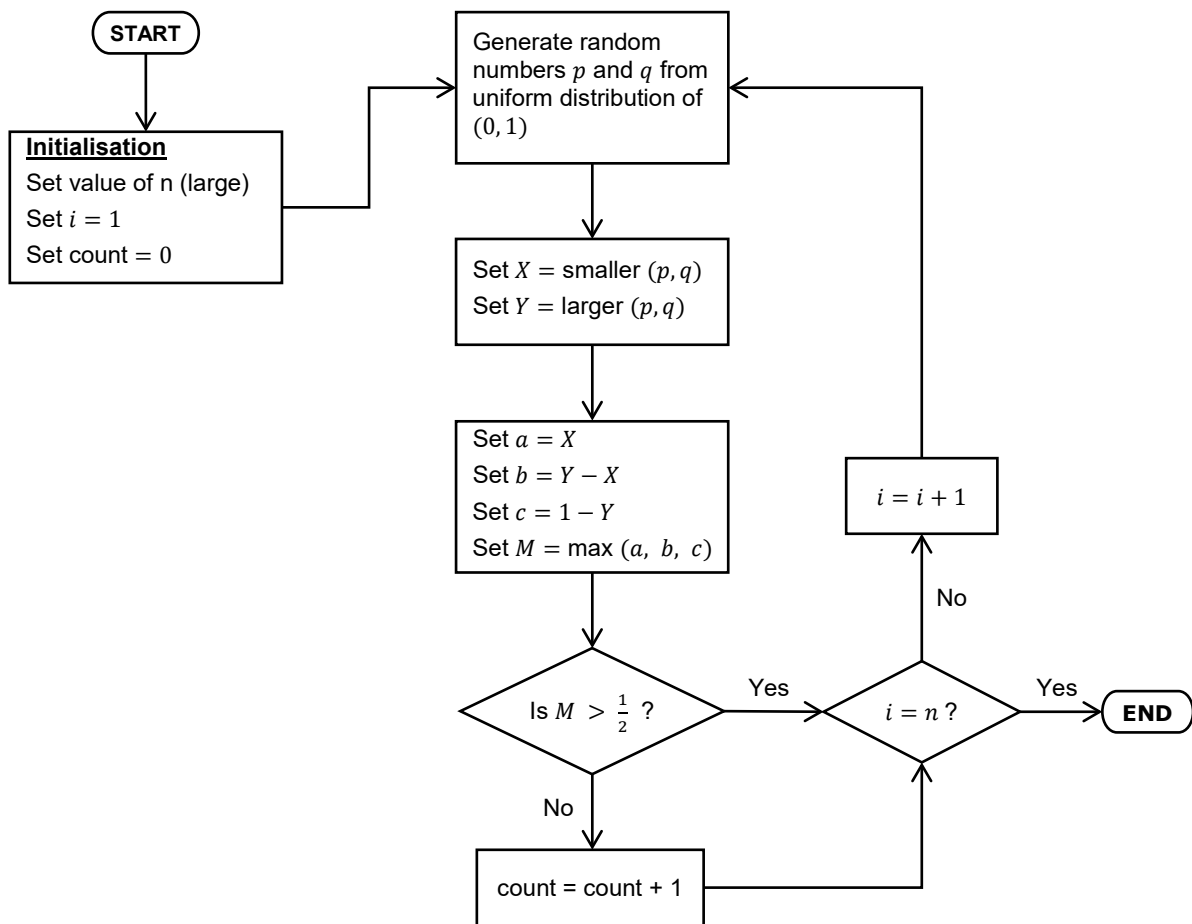 START
Initialisation
Set value of n (large)
Set i = 1
Set count = 0
Generate random
numbers p and q from
uniform distribution of
(0, 1)
Set X = smaller (p, q)
Set Y = larger (p, q)
Set a = X
Set b = Y − X
Set c = 1 − Y
Set M = max (a, b, c)
Is M > 1/2 ?
Yes
No
count = count + 1
i = n ?
No
i = i + 1
Yes
END